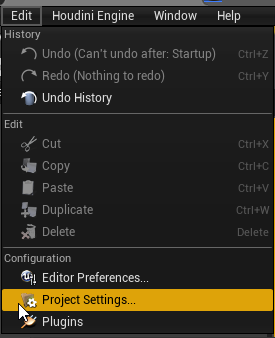 Edit Houdini Engine Window Help
History
Undo (Can't undo after: Startup) Ctrl+Z
Redo (Nothing to redo) Ctrl+Y
Undo History
Edit
Cut Ctrl+X
Copy Ctrl+C
Paste Ctrl+V
Duplicate Ctrl+W
Delete Delete
Configuration
Editor Preferences...
Project Settings...
Plugins